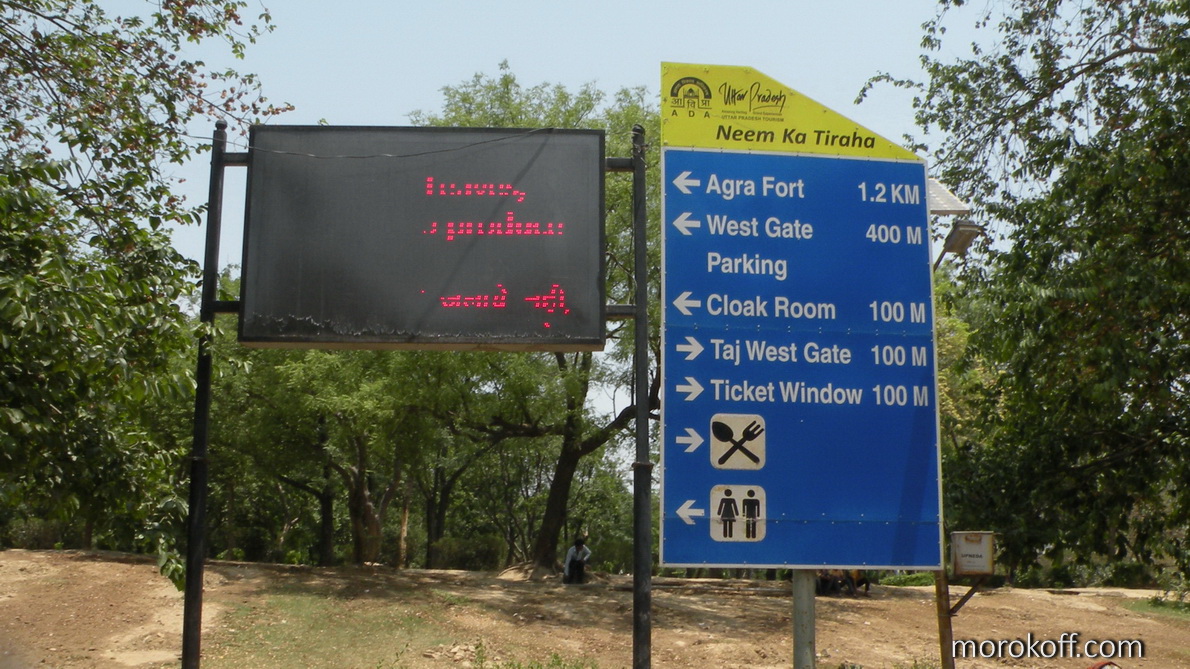 आ वि प्रा
A D A
Uttar Pradesh
UTTAR PRADESH TOURISM
Neem Ka Tiraha
Agra Fort 1.2 KM
West Gate 400 M
Parking
Cloak Room 100 M
Taj West Gate 100 M
Ticket Window 100 M
morokoff.com